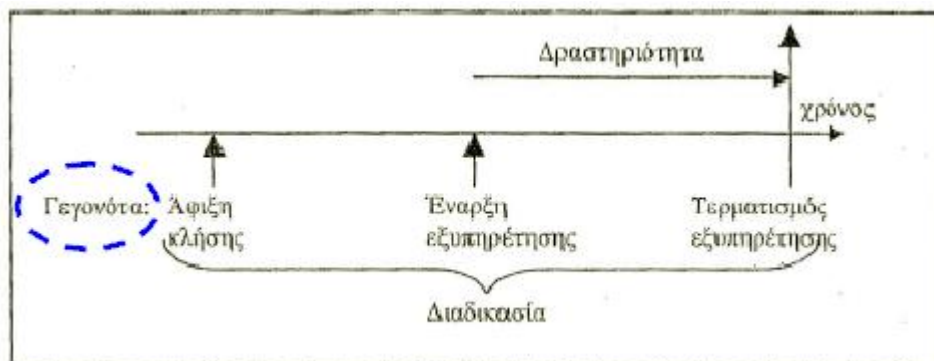 Δραστηριότητα
χρόνος
Γεγονότα: Άφιξη κλήσης
Έναρξη εξυπηρέτησης
Τερματισμός εξυπηρέτησης
Διαδικασία